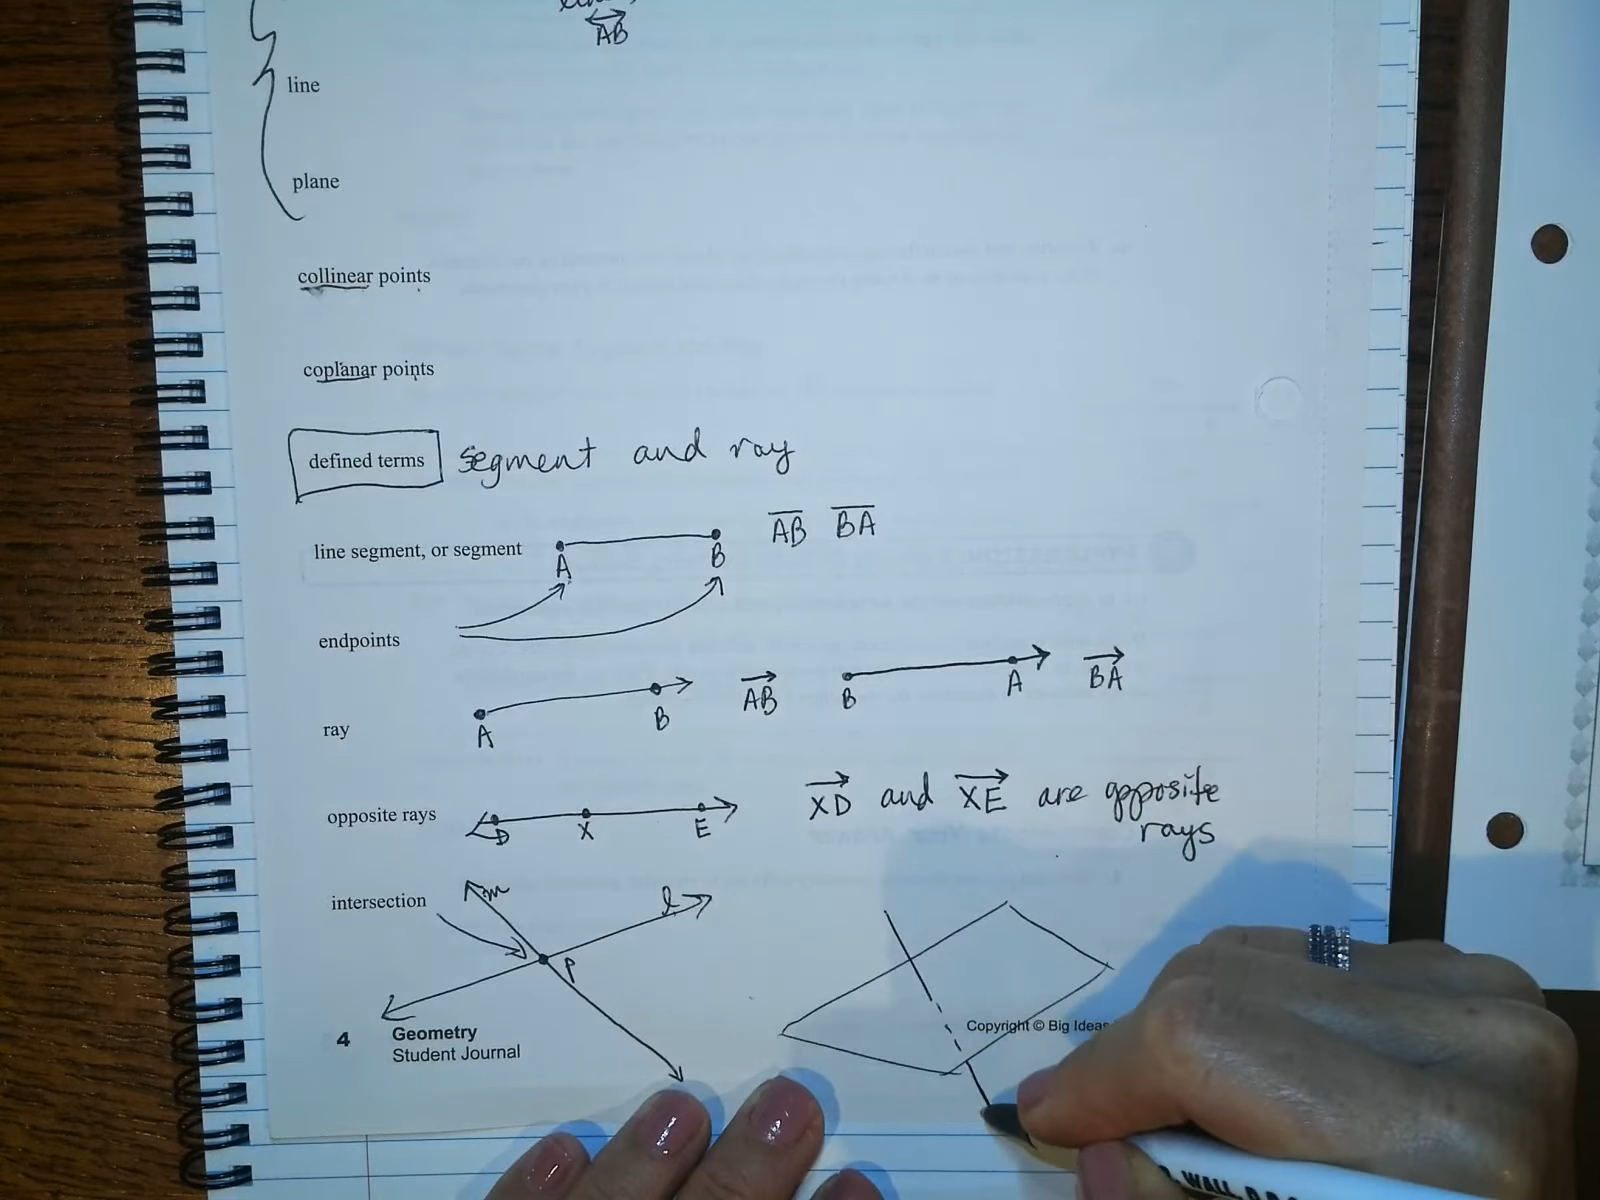 AB
line
plane
collinear points
coplanar points
defined terms segment and ray
line segment, or segment A B AB BA
endpoints
ray A B AB B A BA
opposite rays D X E XD and XE are opposite
rays
intersection m l
P
4 Geometry Copyright © Big Ideas
Student Journal